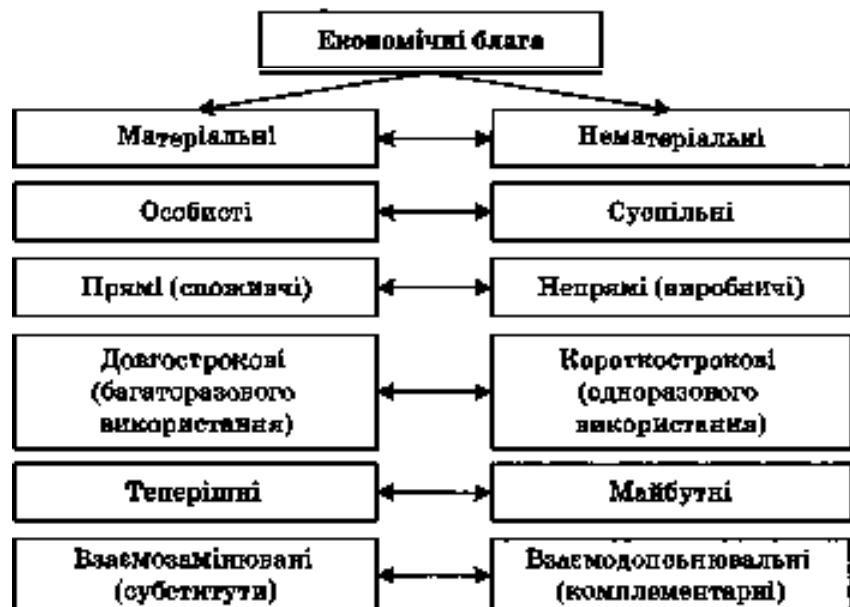 Економічні блага
Матеріальні
Нематеріальні
Особисті
Суспільні
Прямі (споживчі)
Непрямі (виробничі)
Довгострокові
(багаторазового
використання)
Короткострокові
(одноразового
використання)
Теперішні
Майбутні
Взаємозамінювані
(субститути)
Взаємодопоьнювальні
(комплементарні)